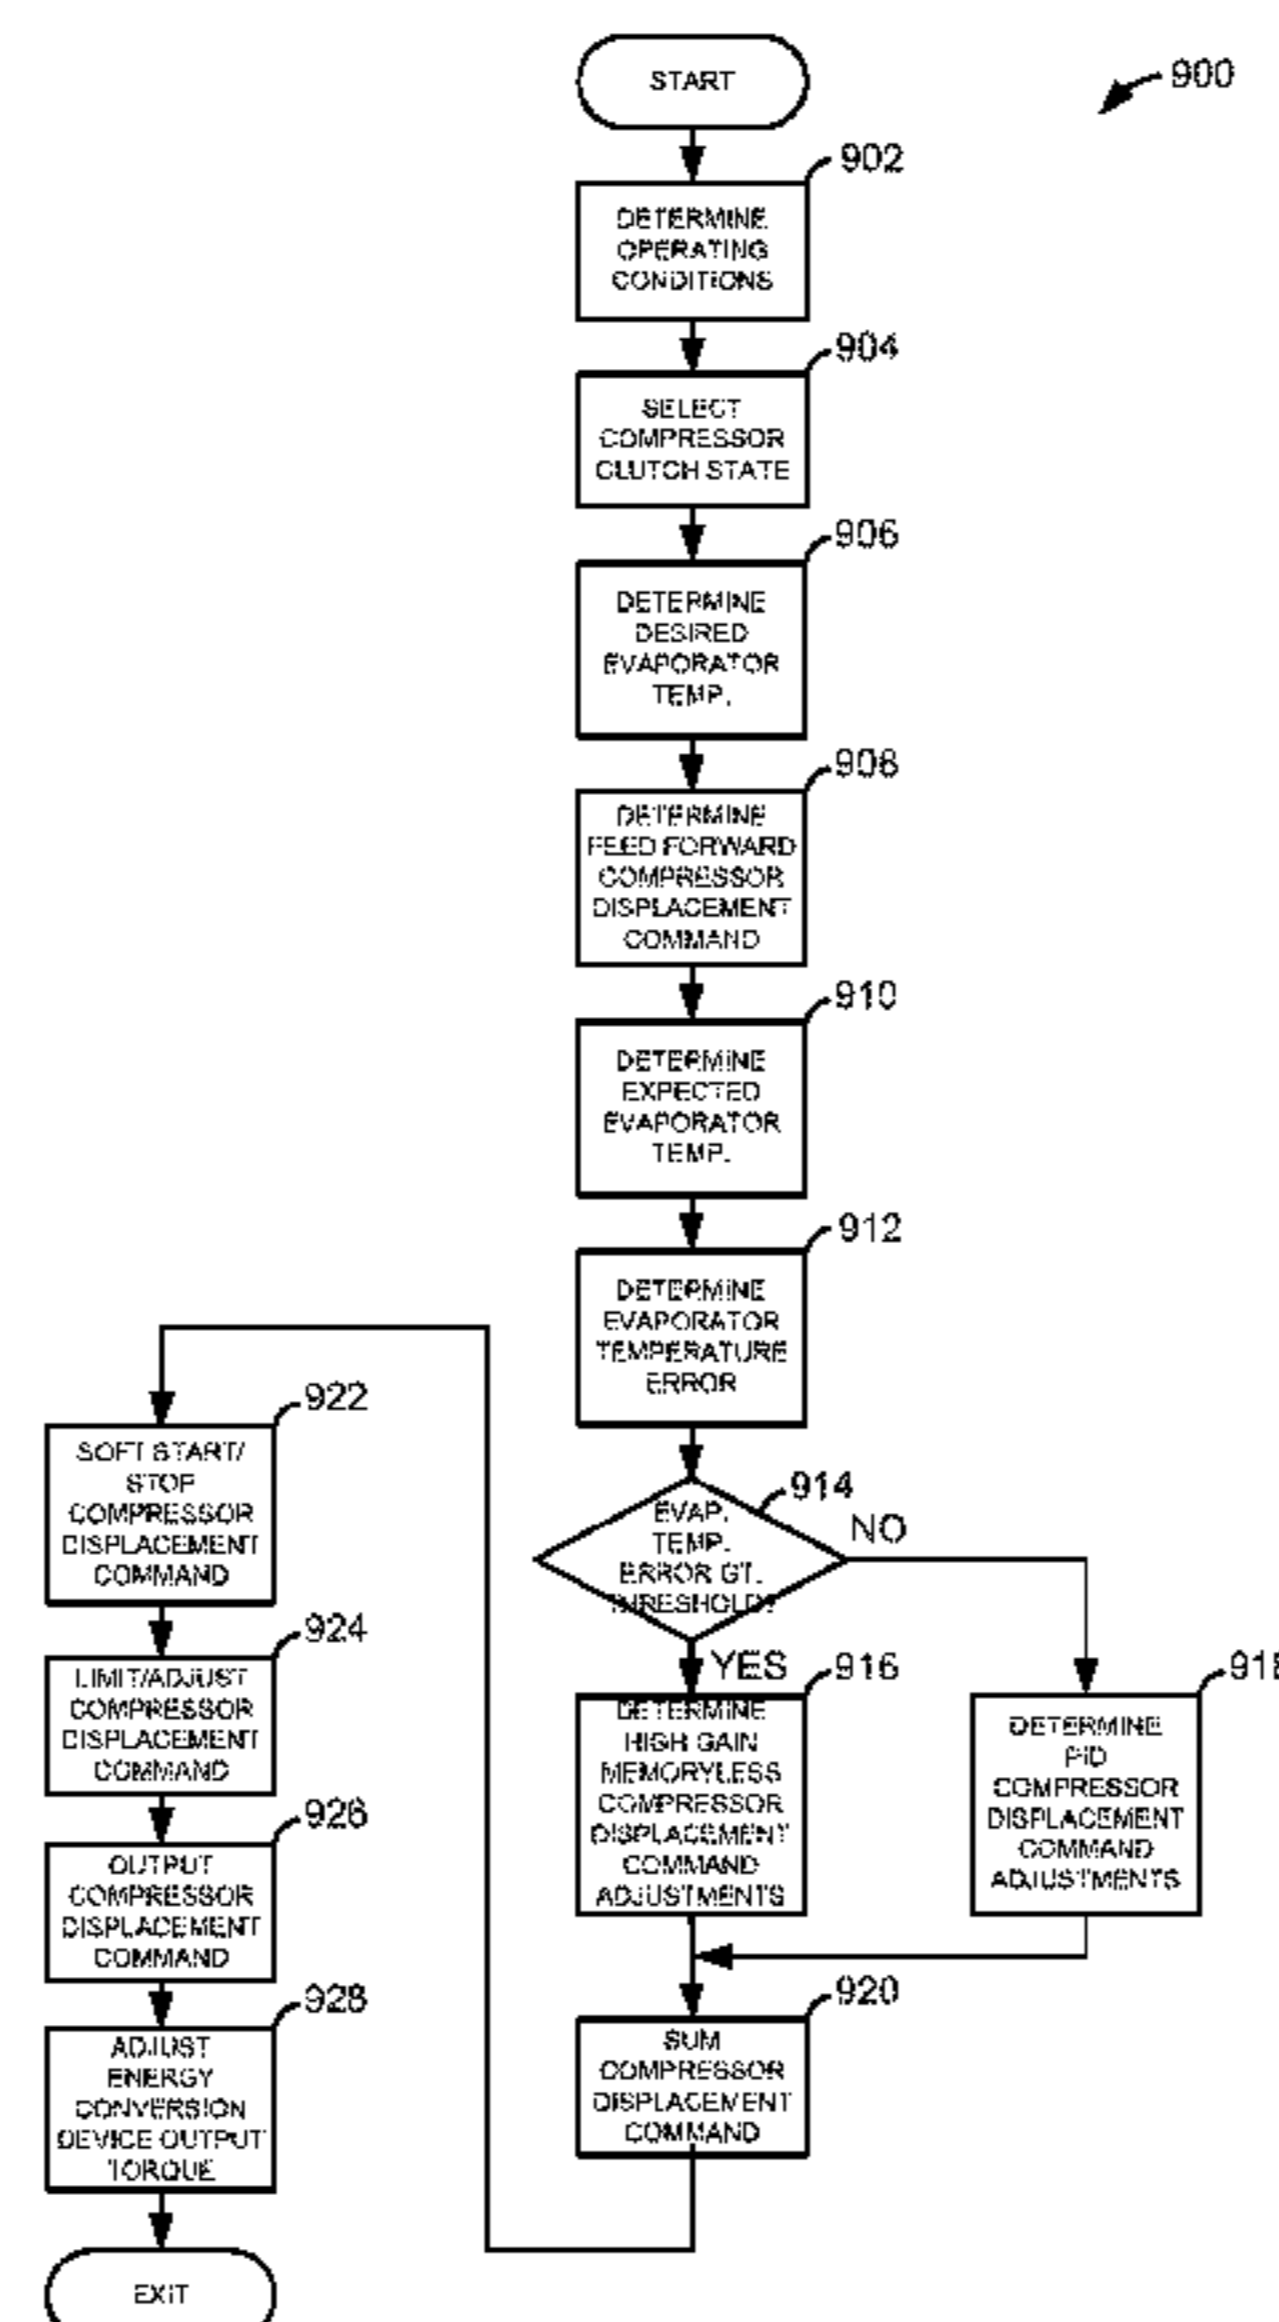 START
900
902
DETERMINE
OPERATING
CONDITIONS
904
SELECT
COMPRESSOR
CLUTCH STATE
906
DETERMINE
DESIRED
EVAPORATOR
TEMP.
908
DETERMINE
FEED FORWARD
COMPRESSOR
DISPLACEMENT
COMMAND
910
DETERMINE
EXPECTED
EVAPORATOR
TEMP.
912
DETERMINE
EVAPORATOR
TEMPERATURE
ERROR
914
EVAP.
TEMP.
ERROR GT.
THRESHOLD?
NO
YES
916
DETERMINE
HIGH GAIN
MEMORYLESS
COMPRESSOR
DISPLACEMENT
COMMAND
ADJUSTMENTS
918
DETERMINE
PID
COMPRESSOR
DISPLACEMENT
COMMAND
ADJUSTMENTS
920
SUM
COMPRESSOR
DISPLACEMENT
COMMAND
922
SOFT START/
STOP
COMPRESSOR
DISPLACEMENT
COMMAND
924
LIMIT/ADJUST
COMPRESSOR
DISPLACEMENT
COMMAND
926
OUTPUT
COMPRESSOR
DISPLACEMENT
COMMAND
928
ADJUST
ENERGY
CONVERSION
DEVICE OUTPUT
TORQUE
EXIT